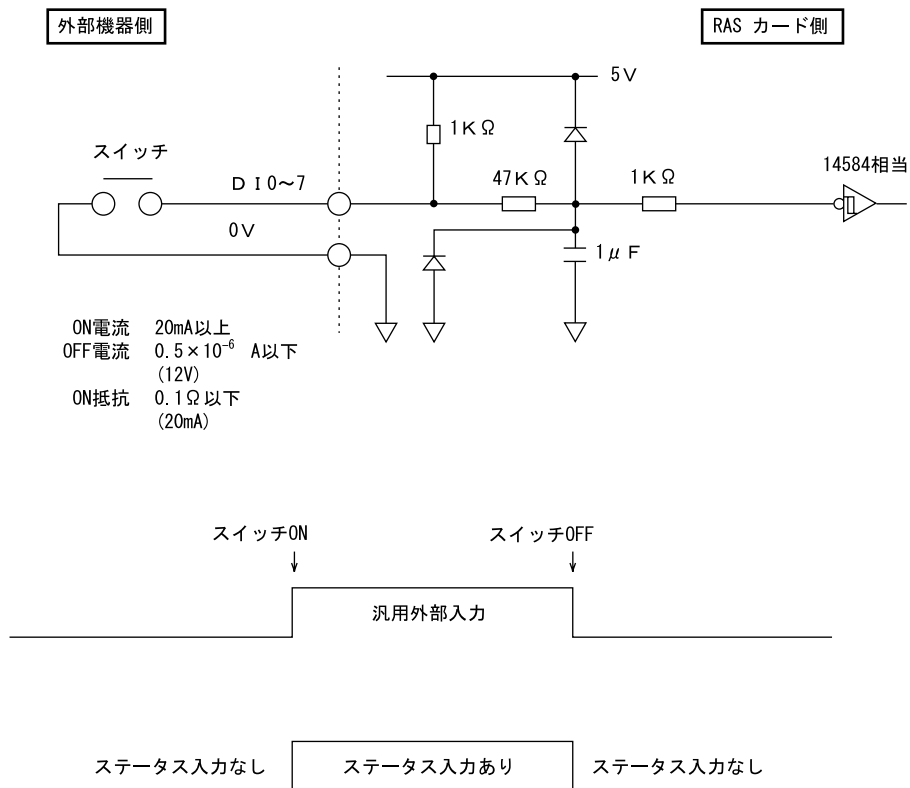 外部機器側
RAS カード側
5V
1KΩ
スイッチ
14584相当
DI0～7
47KΩ
1KΩ
0V
1μF
ON電流 20mA以上
OFF電流 0.5×10⁻⁶ A以下
(12V)
ON抵抗 0.1Ω以下
(20mA)
スイッチON
スイッチOFF
汎用外部入力
ステータス入力なし
ステータス入力あり
ステータス入力なし